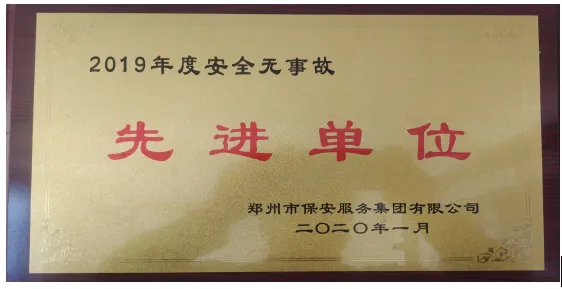 2019年度安全无事故
先进单位
郑州市保安服务集团有限公司
二〇二〇年一月